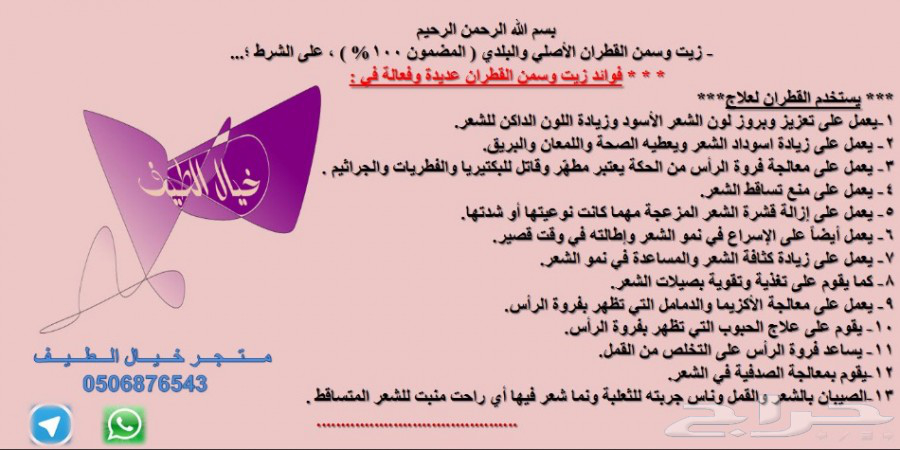 بسم الله الرحمن الرحيم
- زيت وسمن القطران الأصلي والبلدي ( المضمون ١٠٠ % ) ، على الشرط ؛...
* * * فوائد زيت وسمن القطران عديدة وفعالة في :
*** يستخدم القطران لعلاج***
١-يعمل على تعزيز وبروز لون الشعر الأسود وزيادة اللون الداكن للشعر.
٢- يعمل على زيادة اسوداد الشعر ويعطيه الصحة واللمعان والبريق.
٣- يعمل على معالجة فروة الرأس من الحكة يعتبر مطهّر وقاتل للبكتيريا والفطريات والجراثيم .
٤- يعمل على منع تساقط الشعر.
٥- يعمل على إزالة قشرة الشعر المزعجة مهما كانت نوعيتها أو شدتها.
٦- يعمل أيضاً على الإسراع في نمو الشعر وإطالته في وقت قصير.
٧- يعمل على زيادة كثافة الشعر والمساعدة في نمو الشعر.
٨- كما يقوم على تغذية وتقوية بصيلات الشعر.
٩- يعمل على معالجة الأكزيما والدمامل التي تظهر بفروة الرأس.
١٠- يقوم على علاج الحبوب التي تظهر بفروة الرأس.
١١- يساعد فروة الرأس على التخلص من القمل.
١٢-يقوم بمعالجة الصدفية في الشعر.
١٣-الصيبان بالشعر والقمل وناس جربته للثعلبة ونما شعر فيها أي راحت منبت للشعر المتساقط .
خيال الطيف
متجر خيال الطيف
0506876543
حراج